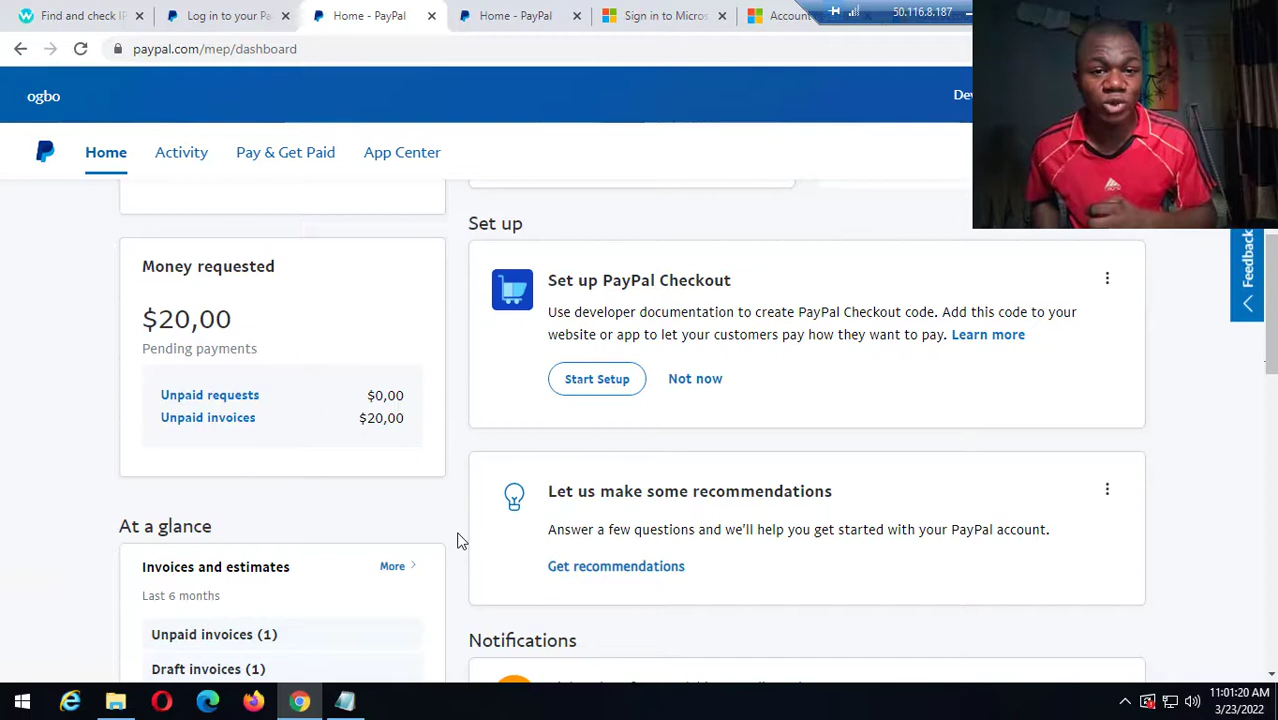 Find and check IP
Log in to your Pa
Home - PayPal
Home - PayPal
Sign in to Micros
Accoun
50.116.8.187
paypal.com/mep/dashboard
ogbo
Dev
Home
Activity
Pay & Get Paid
App Center
Money requested
$20,00
Pending payments
Unpaid requests $0,00
Unpaid invoices $20,00
At a glance
Invoices and estimates More
Last 6 months
Unpaid invoices (1)
Draft invoices (1)
Set up
Set up PayPal Checkout
Use developer documentation to create PayPal Checkout code. Add this code to your
website or app to let your customers pay how they want to pay. Learn more
Start Setup Not now
Let us make some recommendations
Answer a few questions and we'll help you get started with your PayPal account.
Get recommendations
Notifications
Feedback
11:01:20 AM
3/23/2022